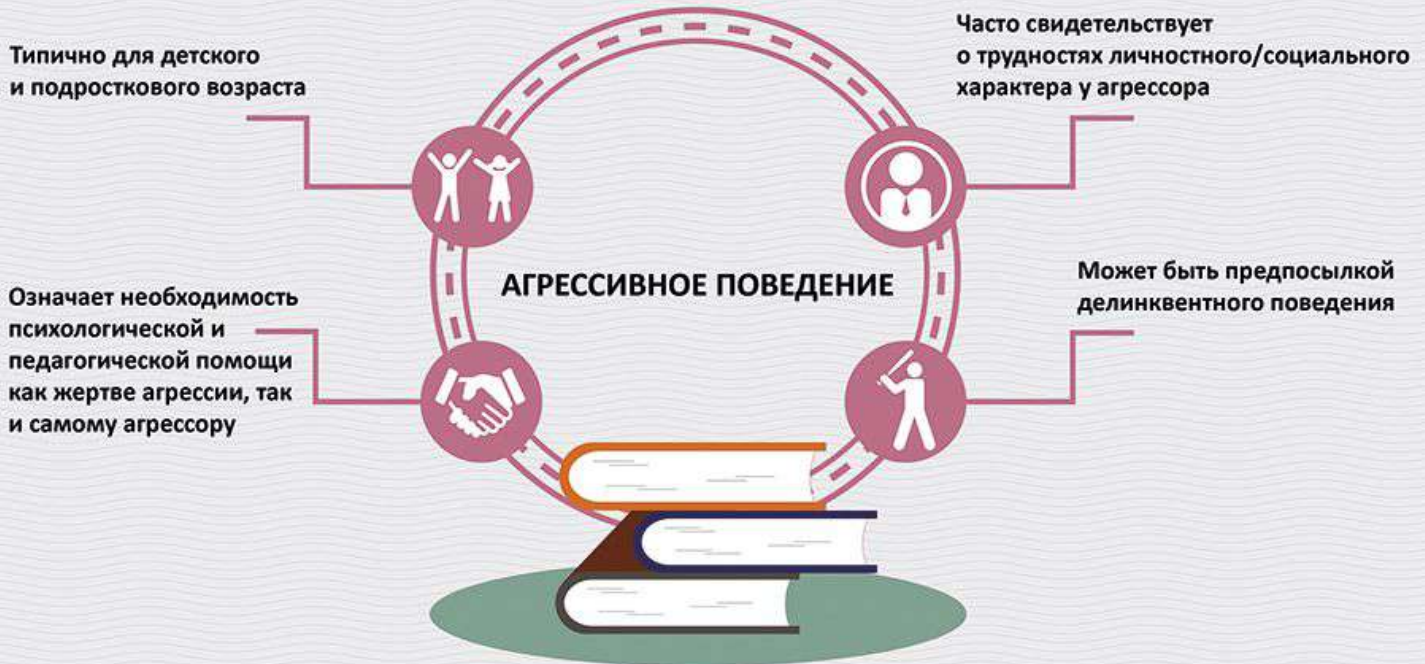 Типично для детского
и подросткового возраста
Часто свидетельствует
о трудностях личностного/социального
характера у агрессора
АГРЕССИВНОЕ ПОВЕДЕНИЕ
Означает необходимость
психологической и
педагогической помощи
как жертве агрессии, так
и самому агрессору
Может быть предпосылкой
делинквентного поведения